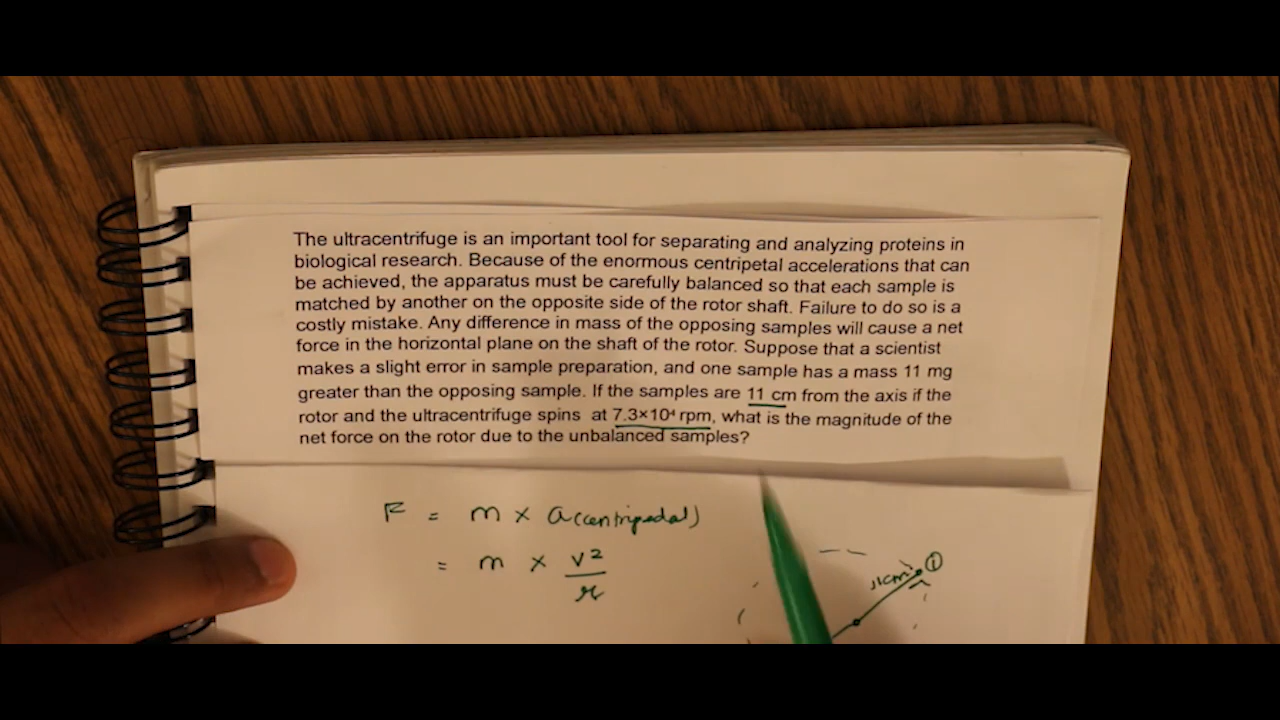 The ultracentrifuge is an important tool for separating and analyzing proteins in
biological research. Because of the enormous centripetal accelerations that can
be achieved, the apparatus must be carefully balanced so that each sample is
matched by another on the opposite side of the rotor shaft. Failure to do so is a
costly mistake. Any difference in mass of the opposing samples will cause a net
force in the horizontal plane on the shaft of the rotor. Suppose that a scientist
makes a slight error in sample preparation, and one sample has a mass 11 mg
greater than the opposing sample. If the samples are 11 cm from the axis if the
rotor and the ultracentrifuge spins at 7.3×10⁴ rpm, what is the magnitude of the
net force on the rotor due to the unbalanced samples?
F = m × a(centripedal)
= m × v²/r
11cm ①